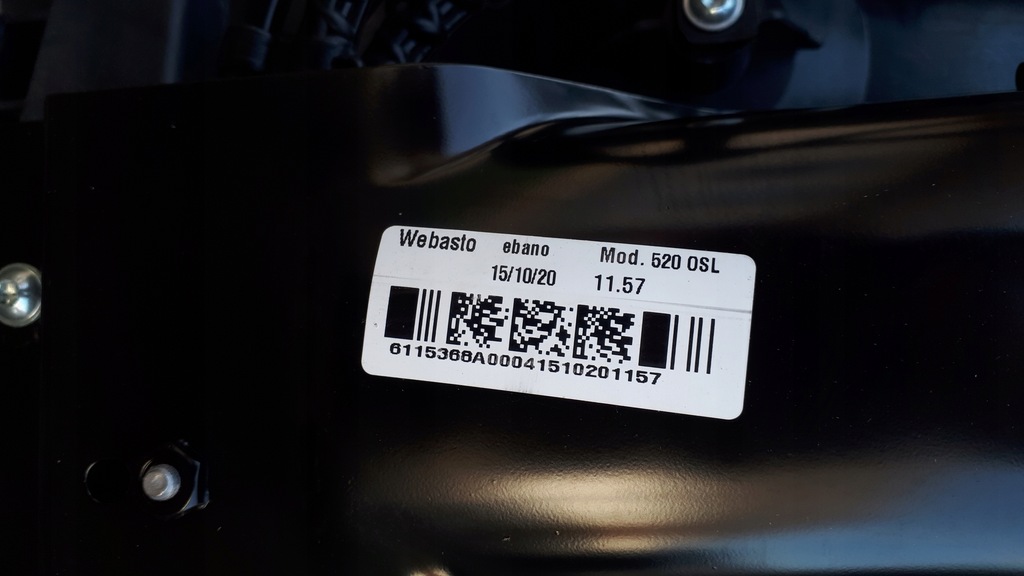 Webasto ebano Mod. 520 OSL
15/10/20 11.57
6115368A00041510201157